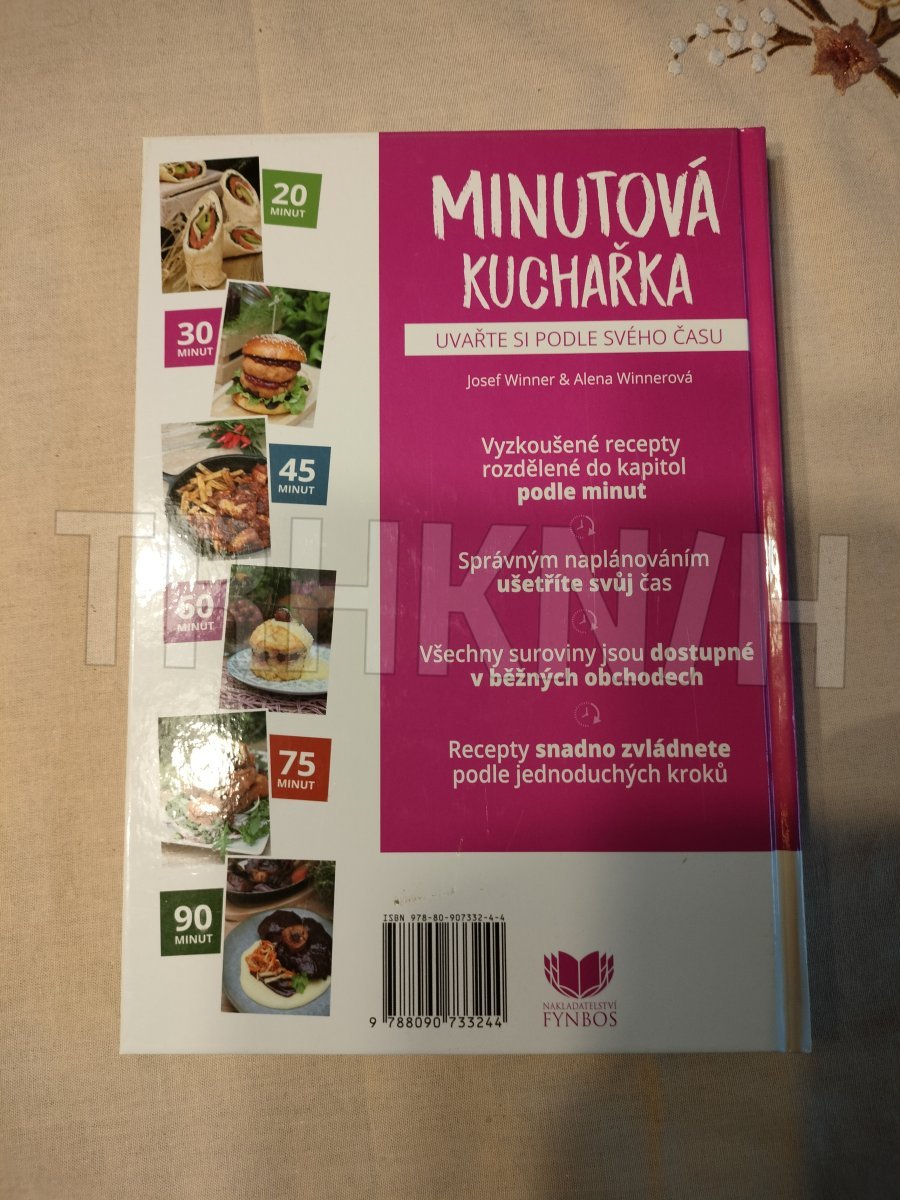 20
MINUT
30
MINUT
45
MINUT
60
MINUT
75
MINUT
90
MINUT
MINUTOVÁ
KUCHAŘKA
UVAŘTE SI PODLE SVÉHO ČASU
Josef Winner & Alena Winnerová
Vyzkoušené recepty
rozdělené do kapitol
podle minut
Správným naplánováním
ušetříte svůj čas
Všechny suroviny jsou dostupné
v běžných obchodech
Recepty snadno zvládnete
podle jednoduchých kroků
ISBN 978-80-907332-4-4
9 788090 733244
NAKLADATELSTVÍ
FYNBOS
TRHKNIH